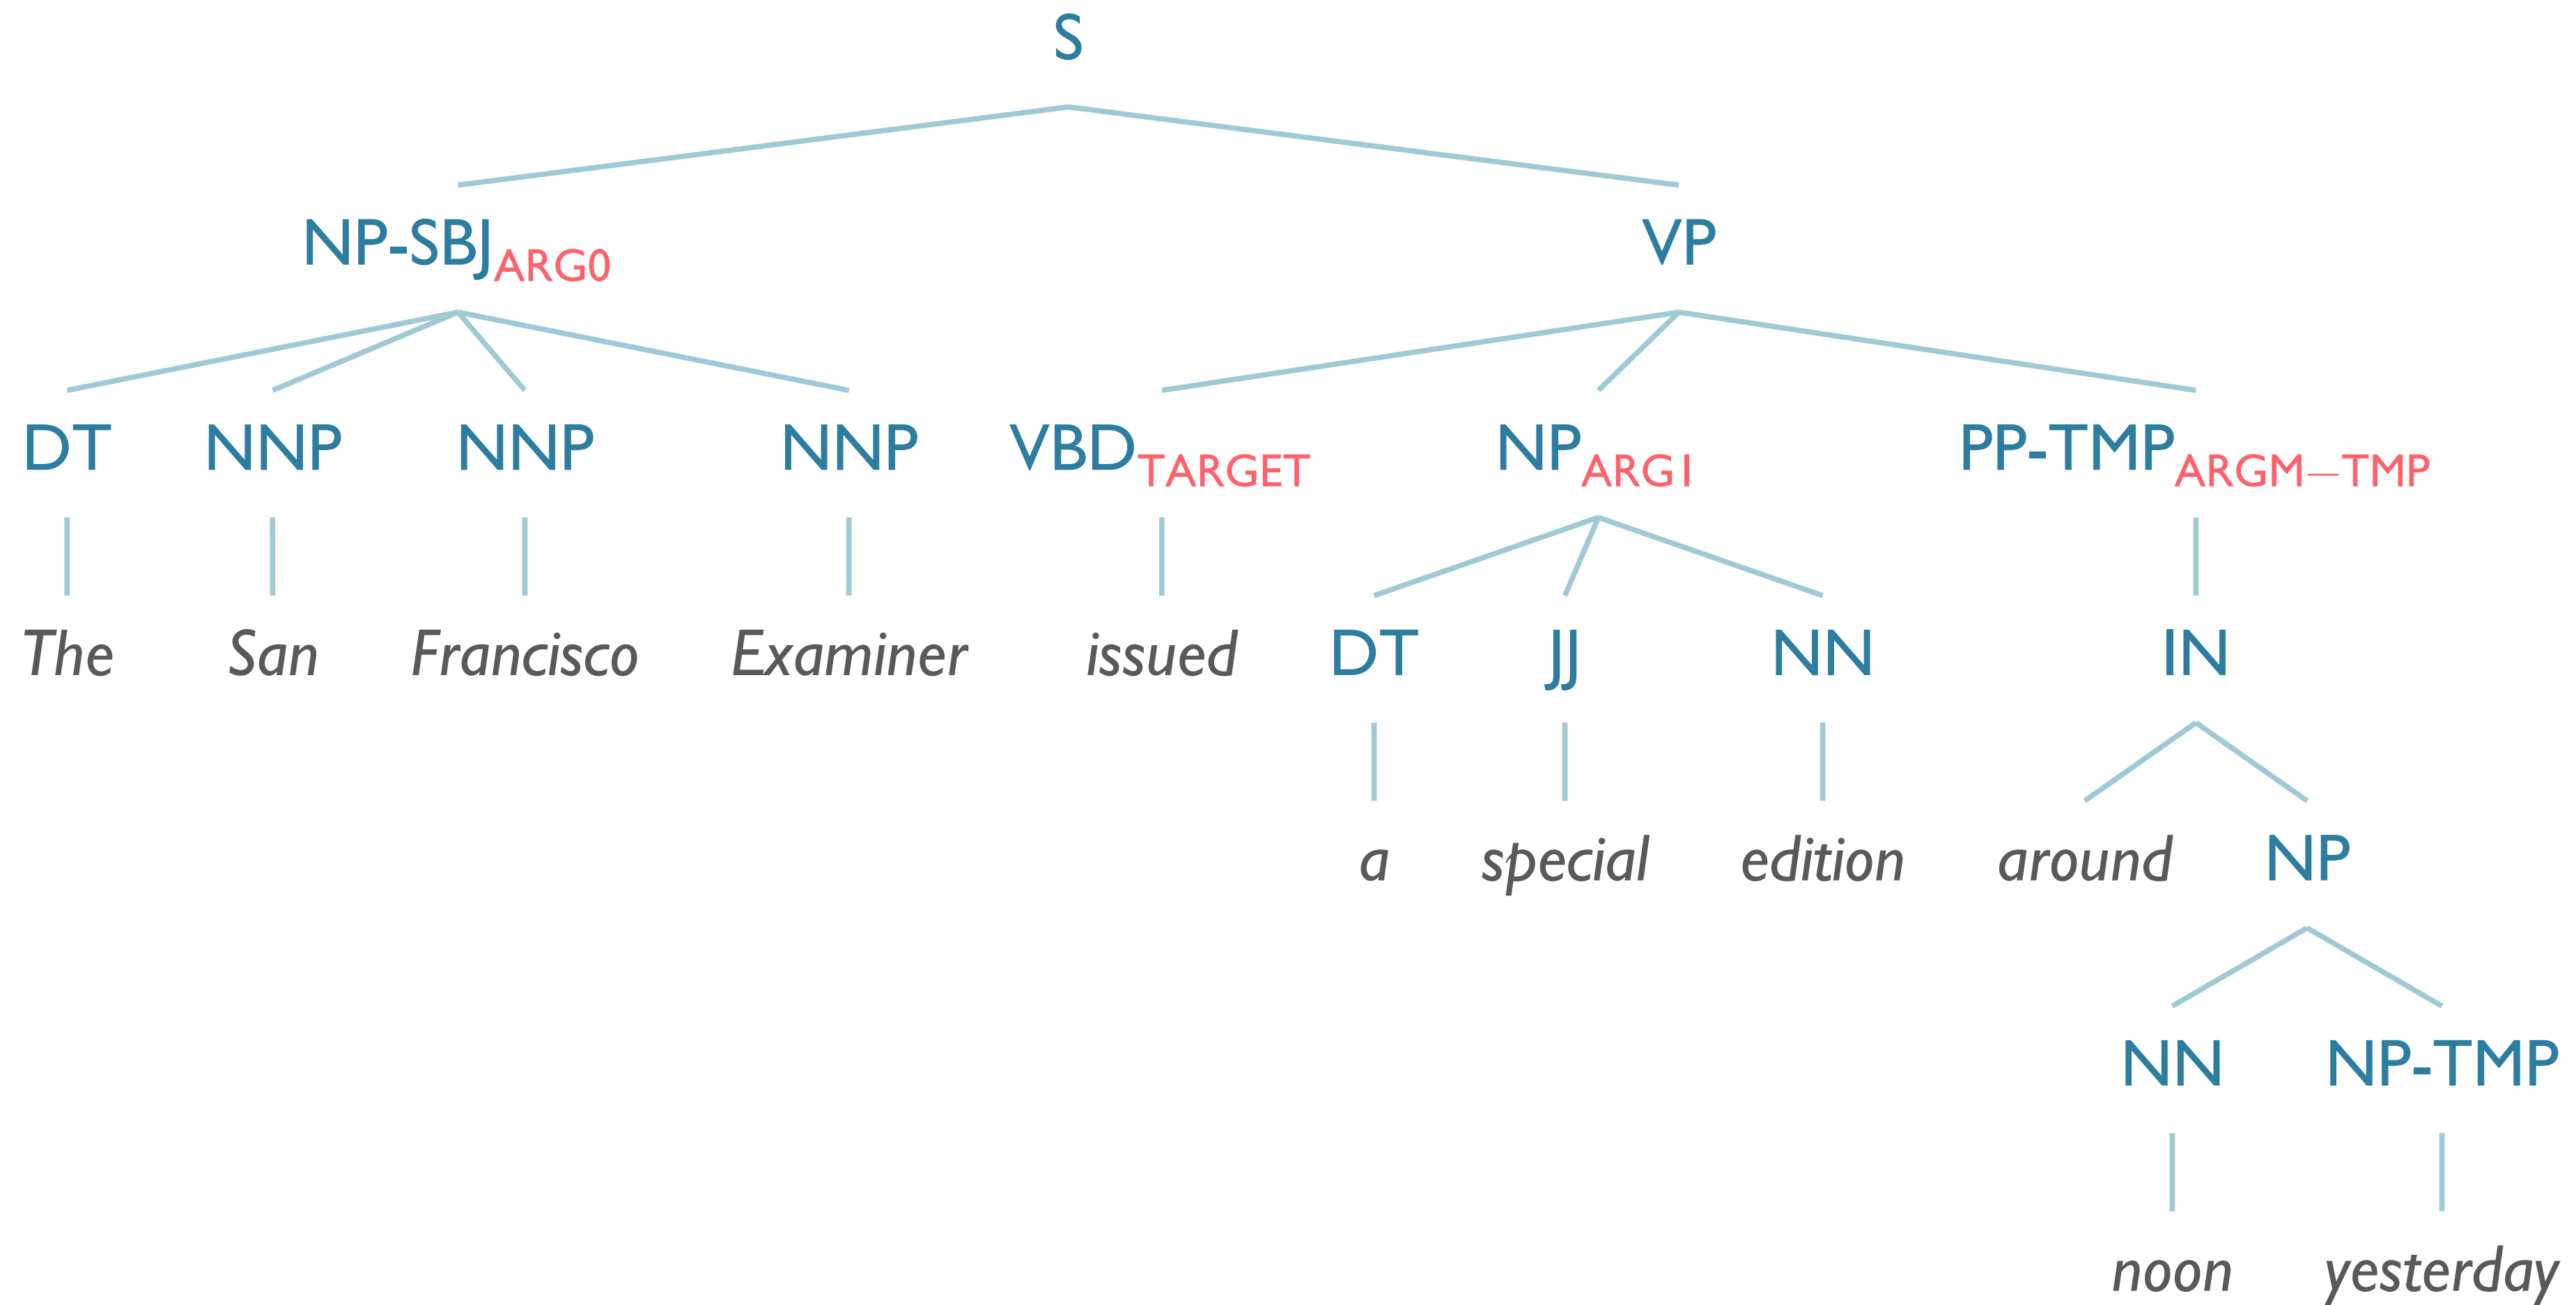 S
NP-SBJARG0 VP
DT NNP NNP NNP VBDTARGET NPARG1 PP-TMPARGM–TMP
The San Francisco Examiner issued DT JJ NN IN
a special edition around NP
NN NP-TMP
noon yesterday